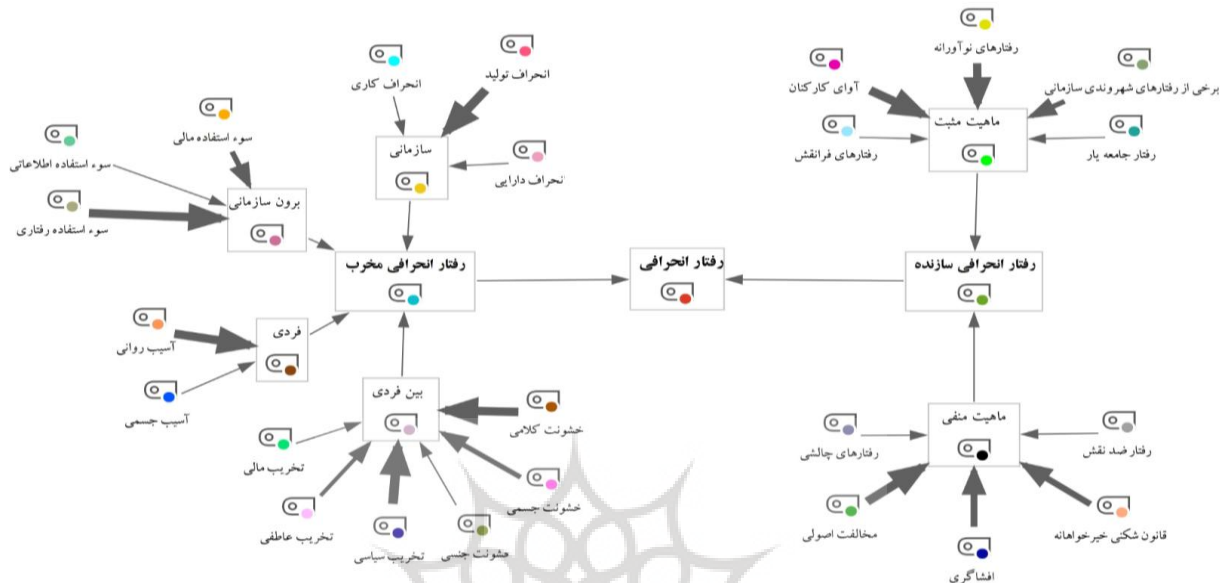 رفتارهای نوآورانه
آوای کارکنان
برخی از رفتارهای شهروندی سازمانی
ماهیت مثبت
رفتارهای فرانقش
رفتار جامعه یار
انحراف تولید
انحراف کاری
سازمانی
انحراف دارایی
سوء استفاده مالی
سوء استفاده اطلاعاتی
برون سازمانی
سوء استفاده رفتاری
رفتار انحرافی سازنده
رفتار انحرافی
رفتار انحرافی مخرب
فردی
آسیب روانی
آسیب جسمی
بین فردی
خشونت کلامی
تخریب مالی
خشونت جسمی
تخریب عاطفی
تخریب سیاسی
خشونت جنسی
ماهیت منفی
رفتار ضد نقش
رفتارهای چالشی
قانون شکنی خیرخواهانه
مخالفت اصولی
افشاگری